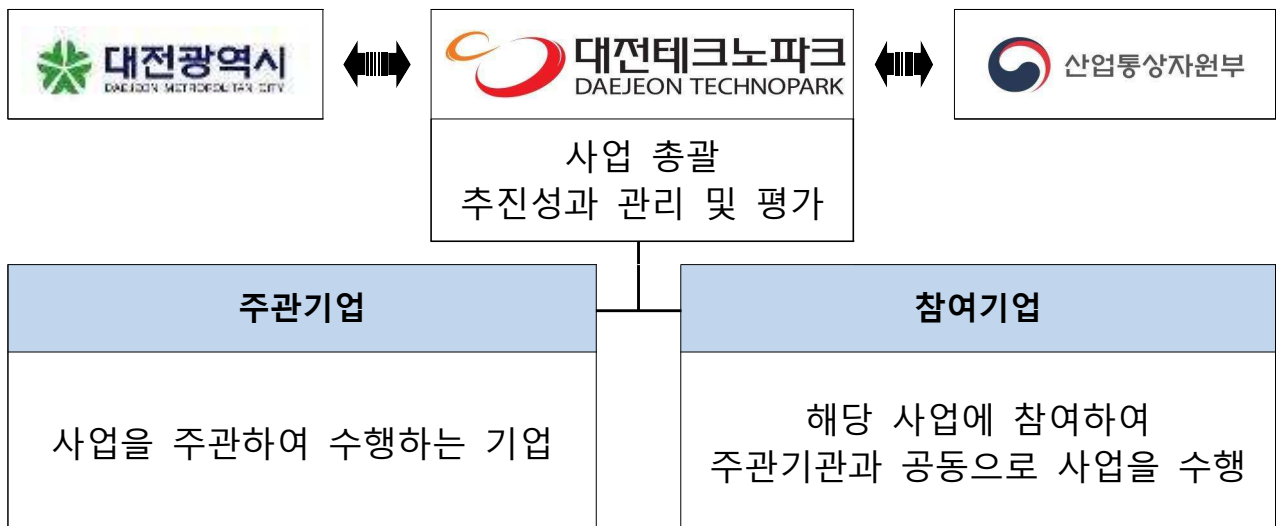 대전광역시
DAEJEON METROPOLITAN CITY
대전테크노파크
DAEJEON TECHNOPARK
산업통상자원부
사업 총괄
추진성과 관리 및 평가
주관기업
참여기업
사업을 주관하여 수행하는 기업
해당 사업에 참여하여
주관기관과 공동으로 사업을 수행